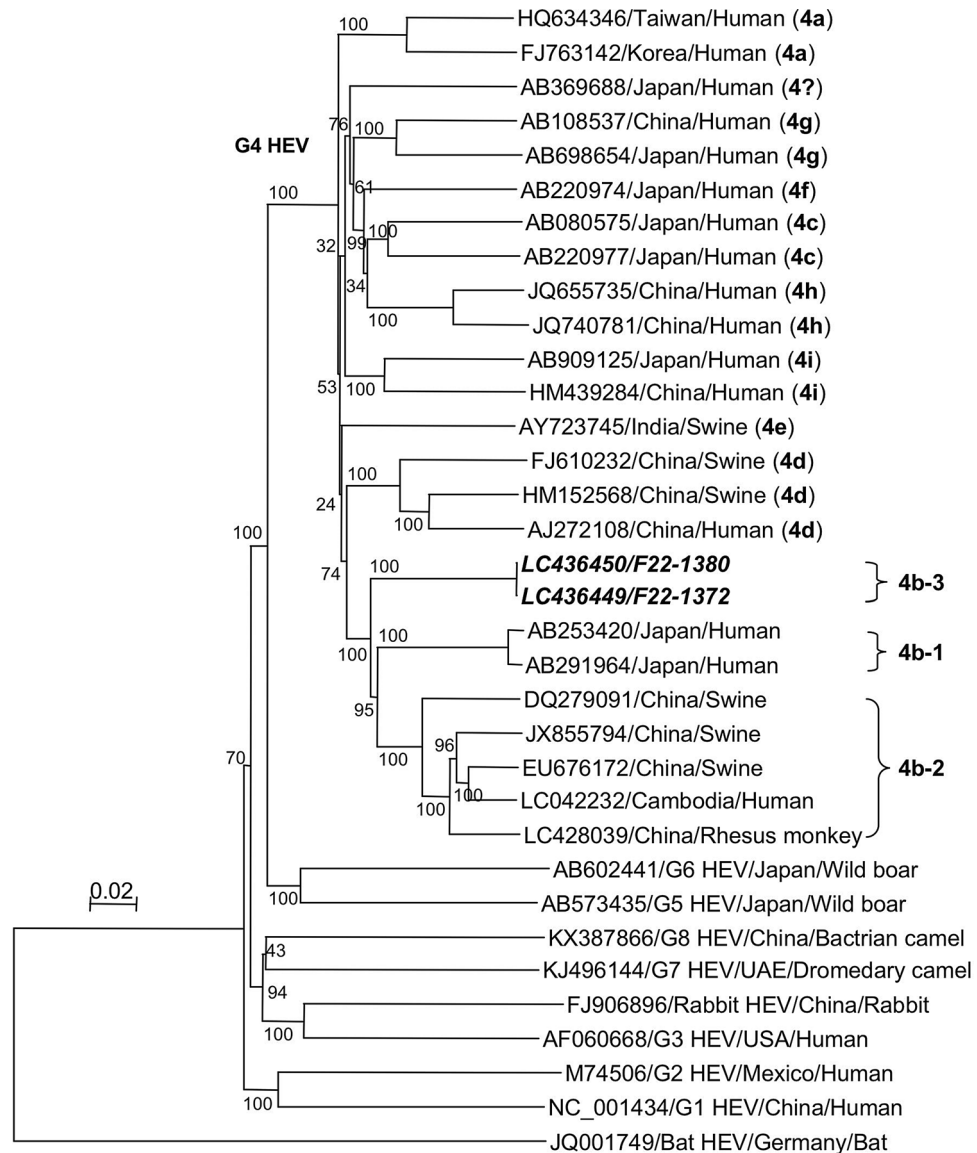 HQ634346/Taiwan/Human (4a)
100
FJ763142/Korea/Human (4a)
AB369688/Japan/Human (4?)
76
100
AB108537/China/Human (4g)
G4 HEV
AB698654/Japan/Human (4g)
100
61
AB220974/Japan/Human (4f)
AB080575/Japan/Human (4c)
100
32
99
AB220977/Japan/Human (4c)
34
JQ655735/China/Human (4h)
100
JQ740781/China/Human (4h)
AB909125/Japan/Human (4i)
53
100
HM439284/China/Human (4i)
AY723745/India/Swine (4e)
FJ610232/China/Swine (4d)
100
24
HM152568/China/Swine (4d)
100
AJ272108/China/Human (4d)
100
LC436450/F22-1380
74
100
4b-3
LC436449/F22-1372
AB253420/Japan/Human
100
100
4b-1
AB291964/Japan/Human
95
DQ279091/China/Swine
96
JX855794/China/Swine
100
70
EU676172/China/Swine
4b-2
100
LC042232/Cambodia/Human
100
LC428039/China/Rhesus monkey
AB602441/G6 HEV/Japan/Wild boar
0.02
100
AB573435/G5 HEV/Japan/Wild boar
KX387866/G8 HEV/China/Bactrian camel
43
KJ496144/G7 HEV/UAE/Dromedary camel
94
FJ906896/Rabbit HEV/China/Rabbit
100
AF060668/G3 HEV/USA/Human
M74506/G2 HEV/Mexico/Human
100
NC_001434/G1 HEV/China/Human
JQ001749/Bat HEV/Germany/Bat